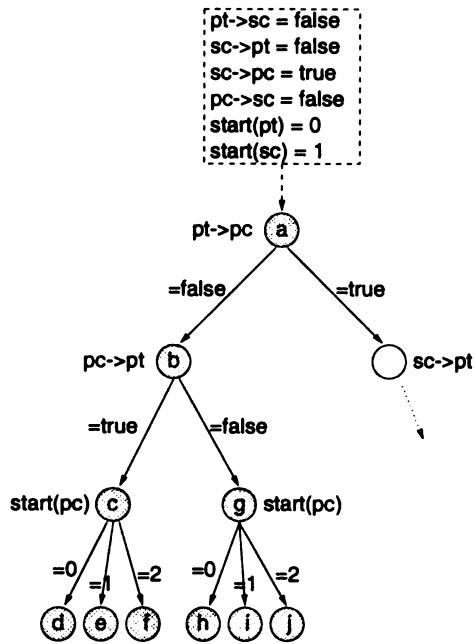 pt->sc = false
sc->pt = false
sc->pc = true
pc->sc = false
start(pt) = 0
start(sc) = 1
pt->pc a
=false =true
pc->pt b sc->pt
=true =false
start(pc) c g start(pc)
=0 =1 =2 =0 =1 =2
d e f h i j